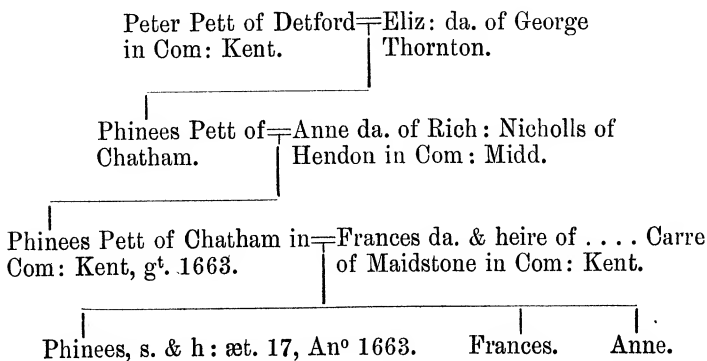 Peter Pett of Detford Eliz: da. of George
in Com: Kent. Thornton.
Phinees Pett of Anne da. of Rich: Nicholls of
Chatham. Hendon in Com: Midd.
Phinees Pett of Chatham in Frances da. & heire of .... Carre
Com: Kent, gᵗ. 1663. of Maidstone in Com: Kent.
Phinees, s. & h: æt. 17, Anº 1663. Frances. Anne.